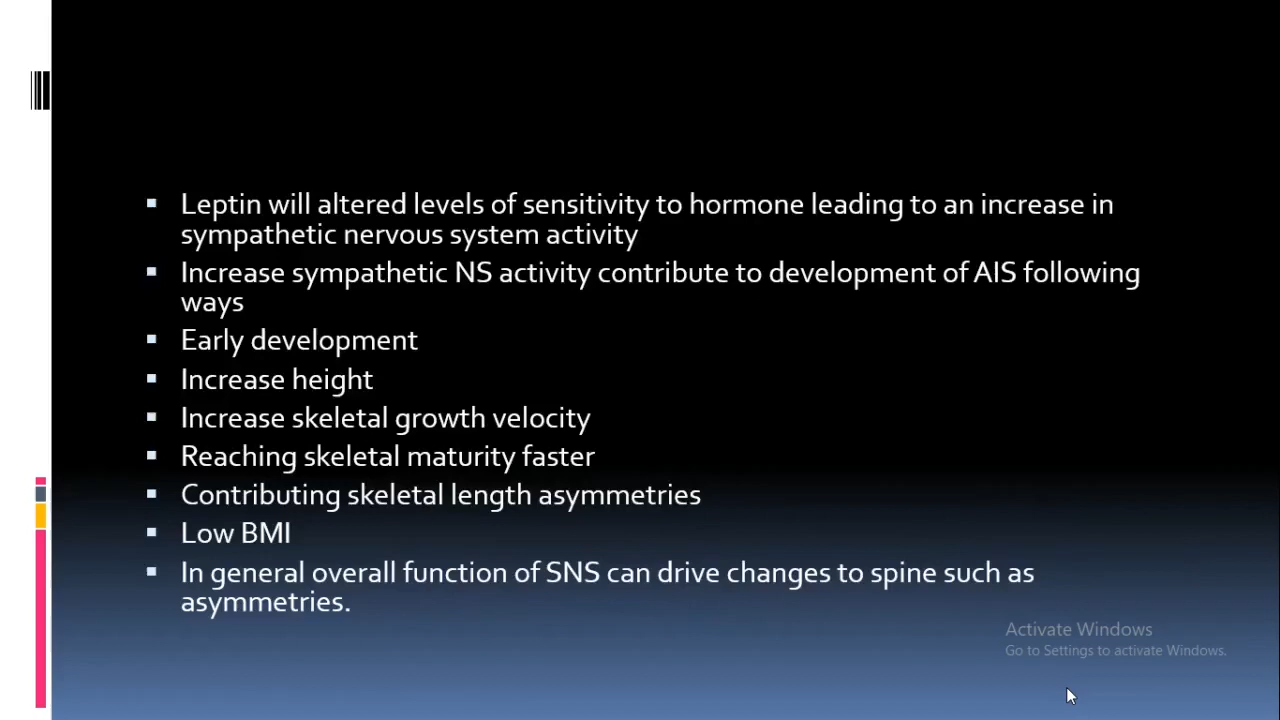 Leptin will altered levels of sensitivity to hormone leading to an increase in
sympathetic nervous system activity
Increase sympathetic NS activity contribute to development of AIS following
ways
Early development
Increase height
Increase skeletal growth velocity
Reaching skeletal maturity faster
Contributing skeletal length asymmetries
Low BMI
In general overall function of SNS can drive changes to spine such as
asymmetries.
Activate Windows
Go to Settings to activate Windows.